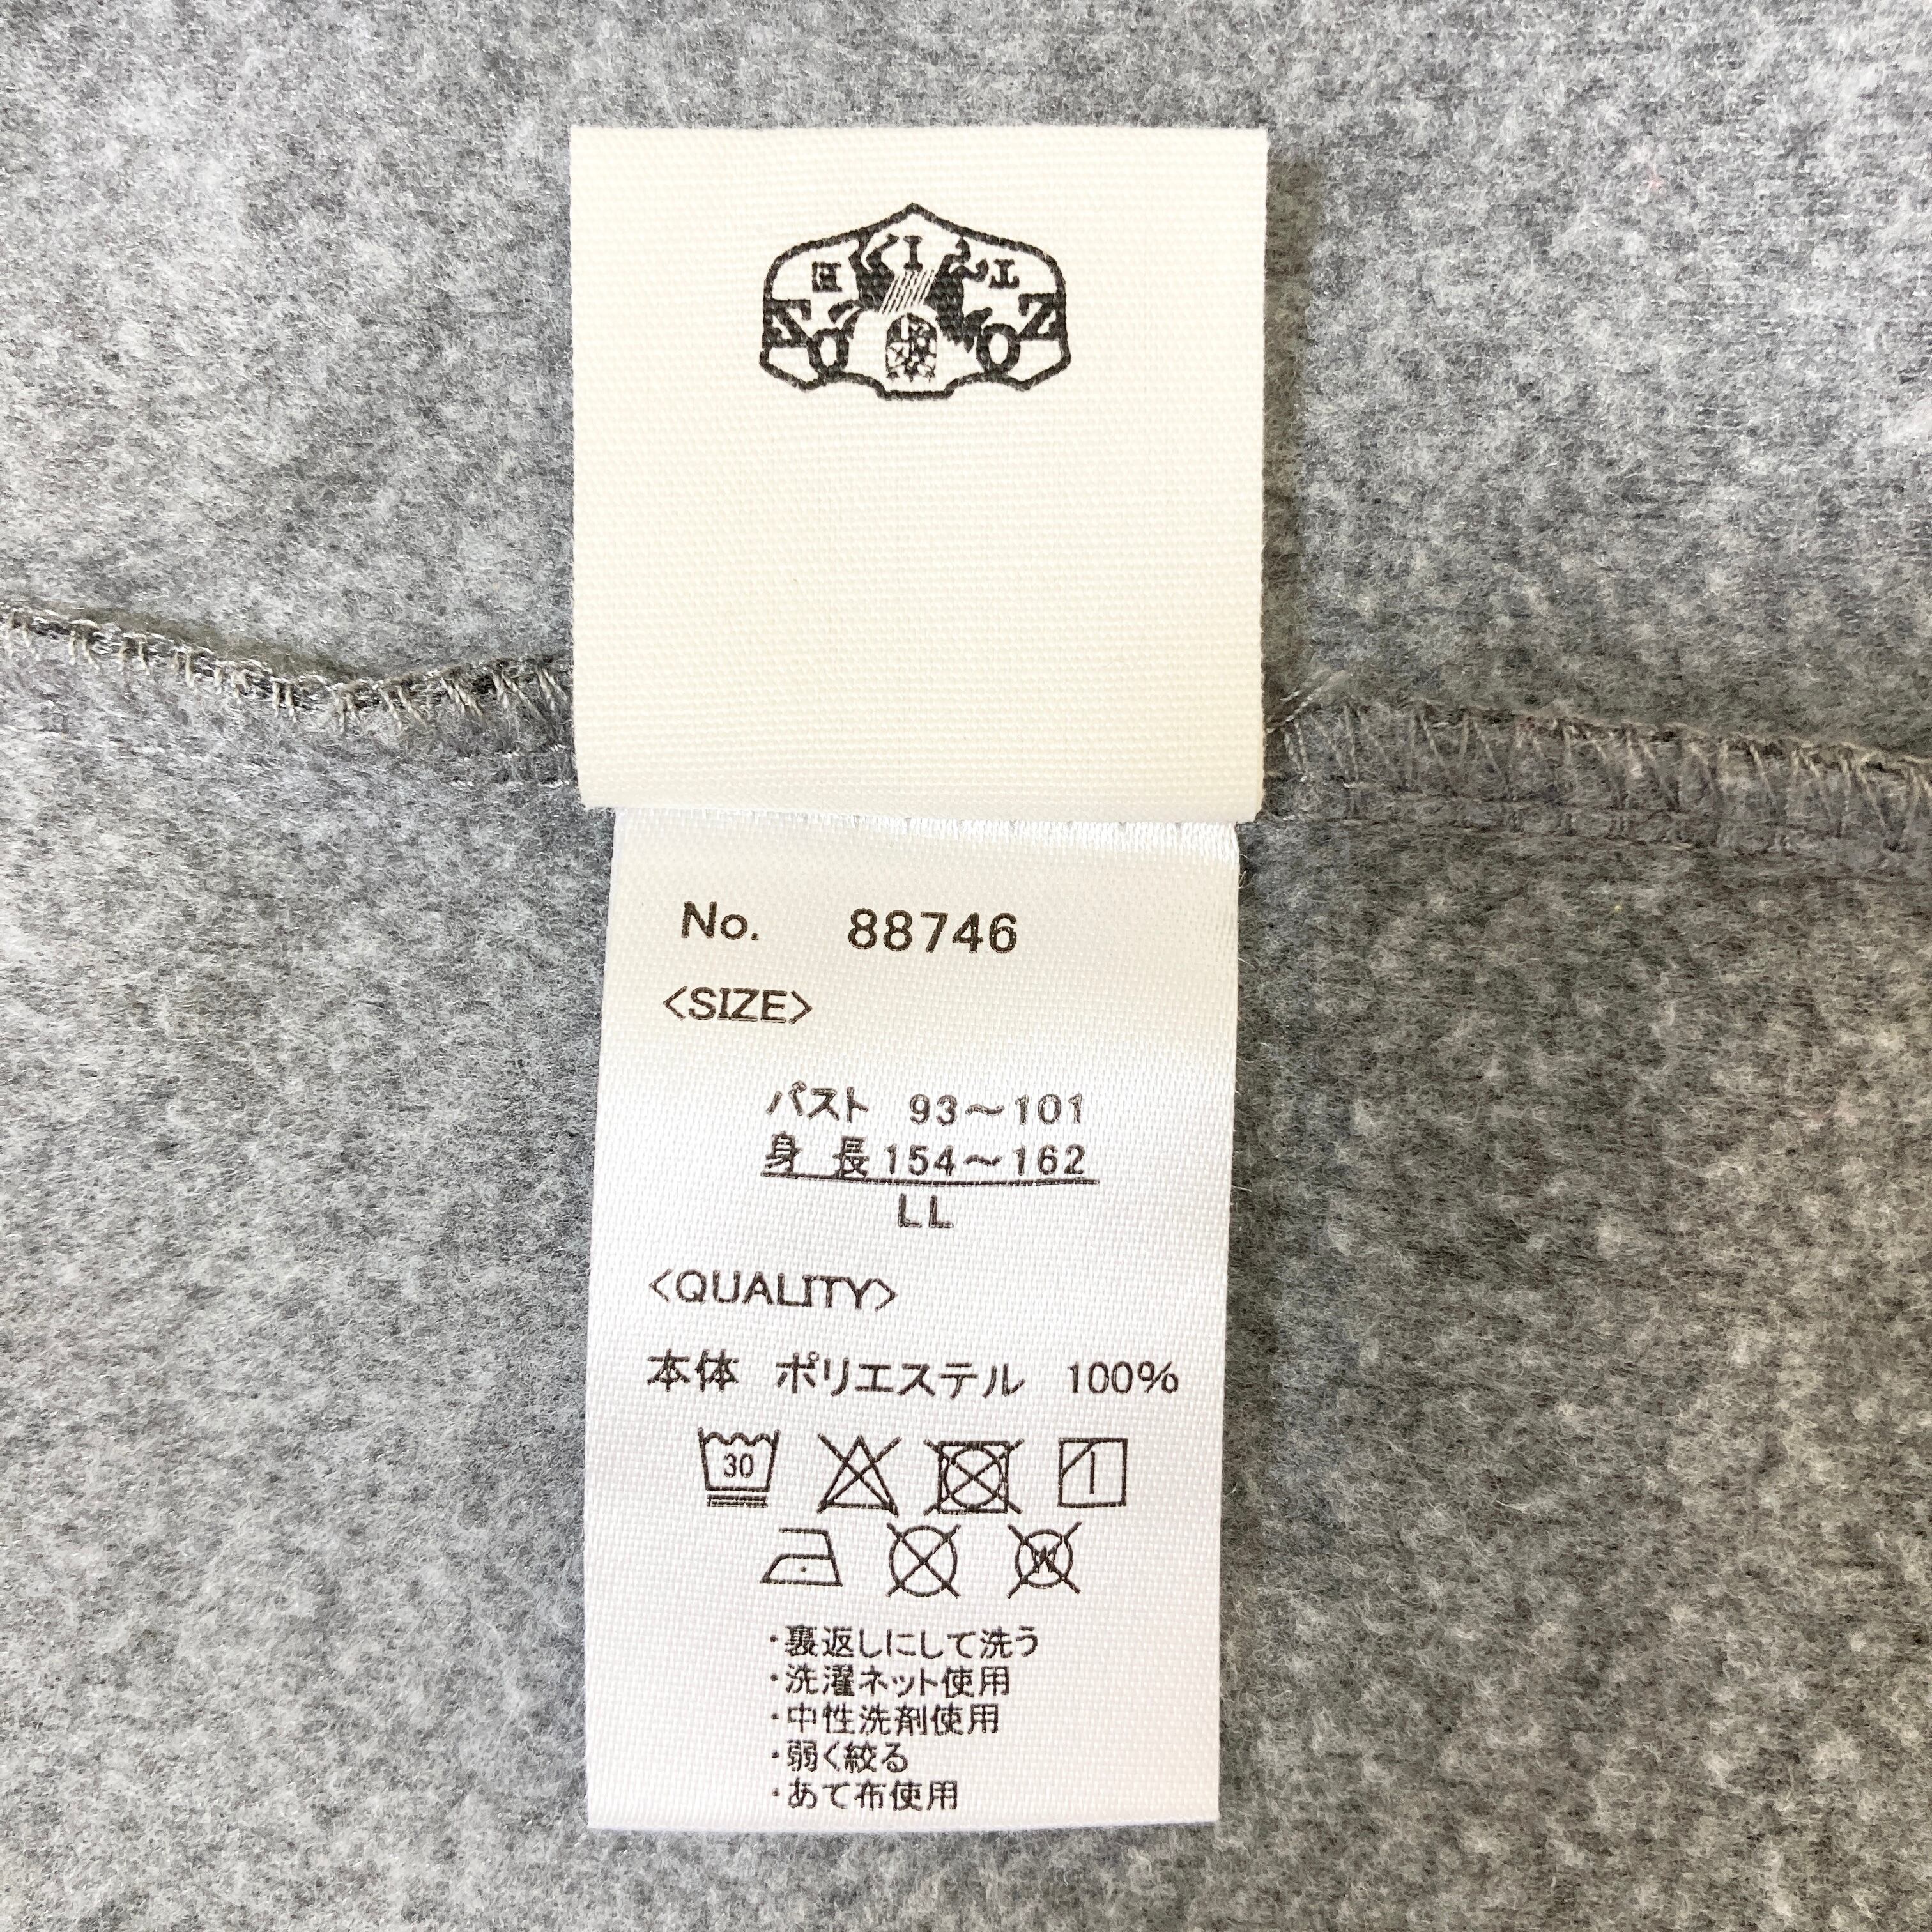 No. 88746
<SIZE>
バスト 93～101
身長 154～162
LL
<QUALITY>
本体 ポリエステル 100%
30
W
・裏返しにして洗う
・洗濯ネット使用
・中性洗剤使用
・弱く絞る
・あて布使用